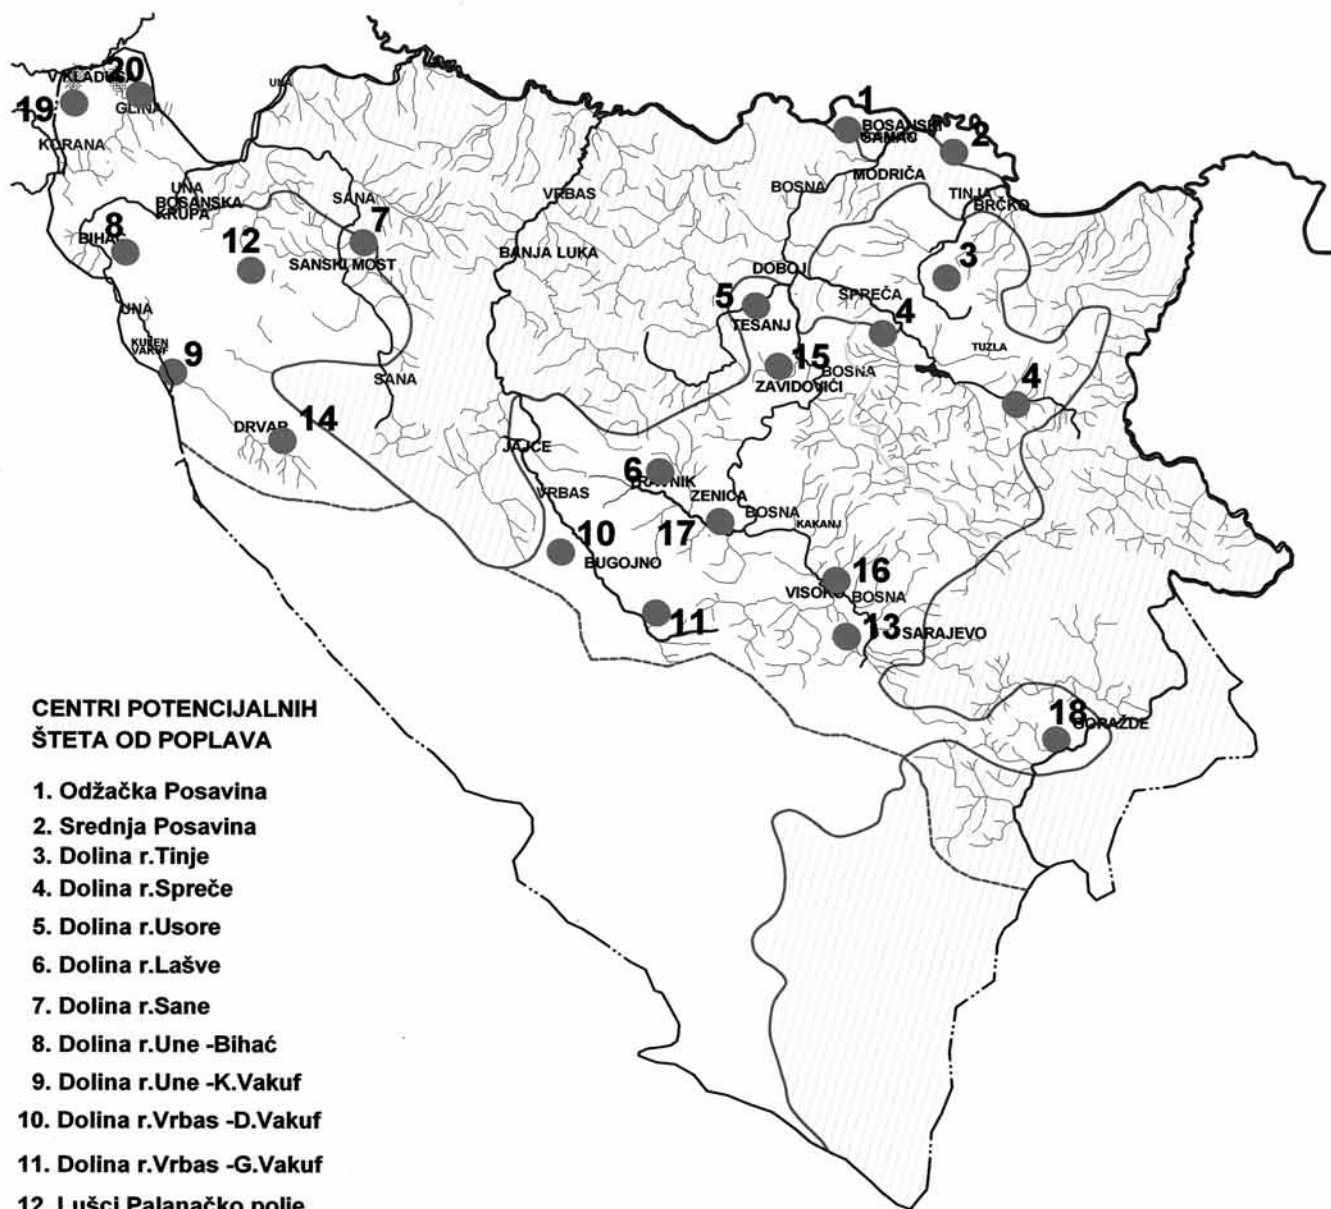 20
V KLADUŠA
19
GLINA
KORANA
UNA
1
BOSANSKI
ŠAMAC
2
MODRIČA
BOSNA
TINJA
BRČKO
UNA
BOSANSKA
KRUPA
SANA
7
VRBAS
8
BIHAĆ
12
SANSKI MOST
BANJA LUKA
DOBOJ
3
5
SPREČA
4
TEŠANJ
TUZLA
UNA
KULEN
VAKUF
9
SANA
15
BOSNA
ZAVIDOVIĆI
4
DRVAR
14
JAJCE
6
TRAVNIK
VRBAS
ZENICA
17
BOSNA
KAKANJ
10
BUGOJNO
16
VISOKO
BOSNA
11
13
SARAJEVO
18
GORAŽDE
CENTRI POTENCIJALNIH
ŠTETA OD POPLAVA
1. Odžačka Posavina
2. Srednja Posavina
3. Dolina r.Tinje
4. Dolina r.Spreče
5. Dolina r.Usore
6. Dolina r.Lašve
7. Dolina r.Sane
8. Dolina r.Une -Bihać
9. Dolina r.Une -K.Vakuf
10. Dolina r.Vrbas -D.Vakuf
11. Dolina r.Vrbas -G.Vakuf
12. Lušci Palanačko polje